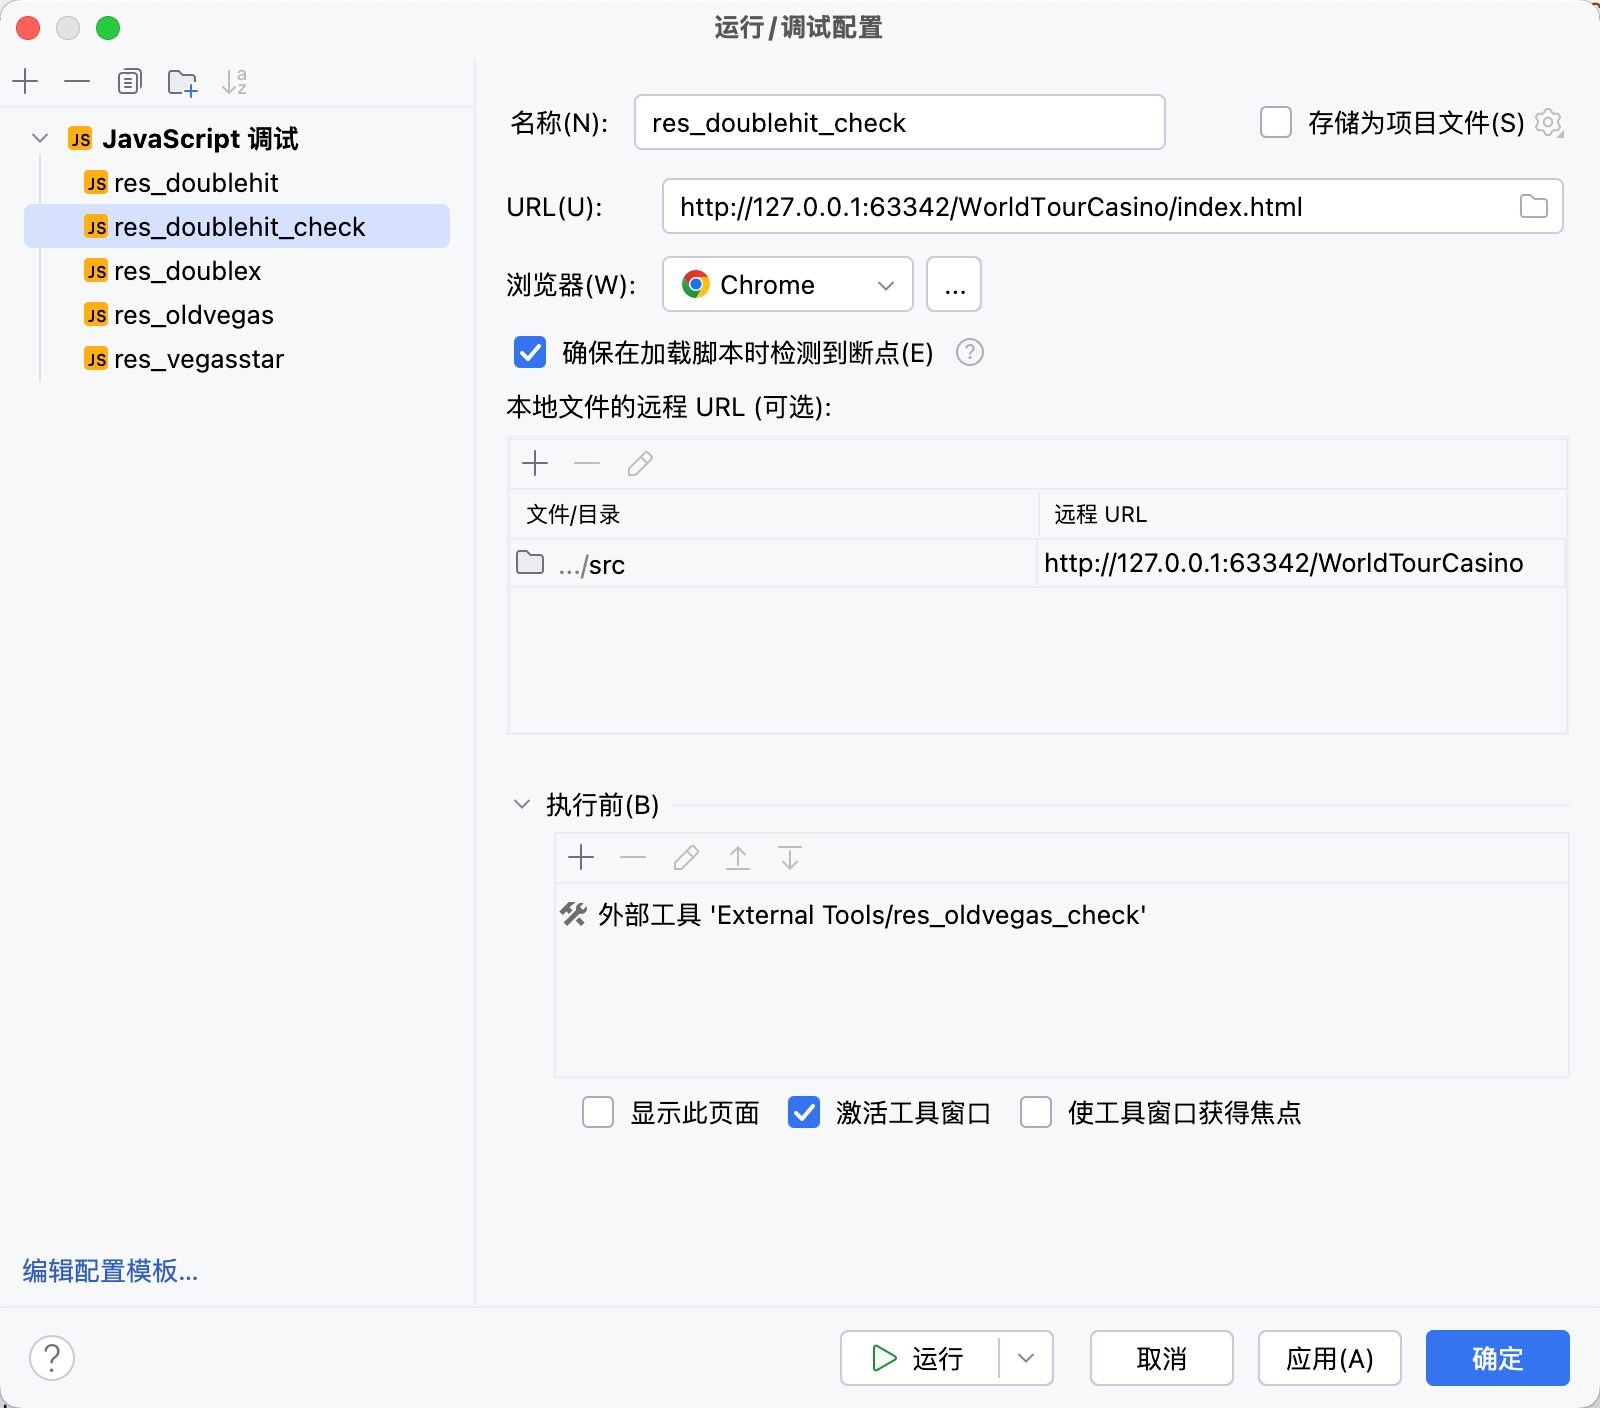 运行/调试配置
JavaScript 调试
res_doublehit
res_doublehit_check
res_doublex
res_oldvegas
res_vegasstar
编辑配置模板...
名称(N): res_doublehit_check 存储为项目文件(S)
URL(U): http://127.0.0.1:63342/WorldTourCasino/index.html
浏览器(W): Chrome ...
确保在加载脚本时检测到断点(E) ?
本地文件的远程 URL (可选):
文件/目录 远程 URL
.../src http://127.0.0.1:63342/WorldTourCasino
执行前(B)
外部工具 'External Tools/res_oldvegas_check'
显示此页面 激活工具窗口 使工具窗口获得焦点
? 运行 取消 应用(A) 确定